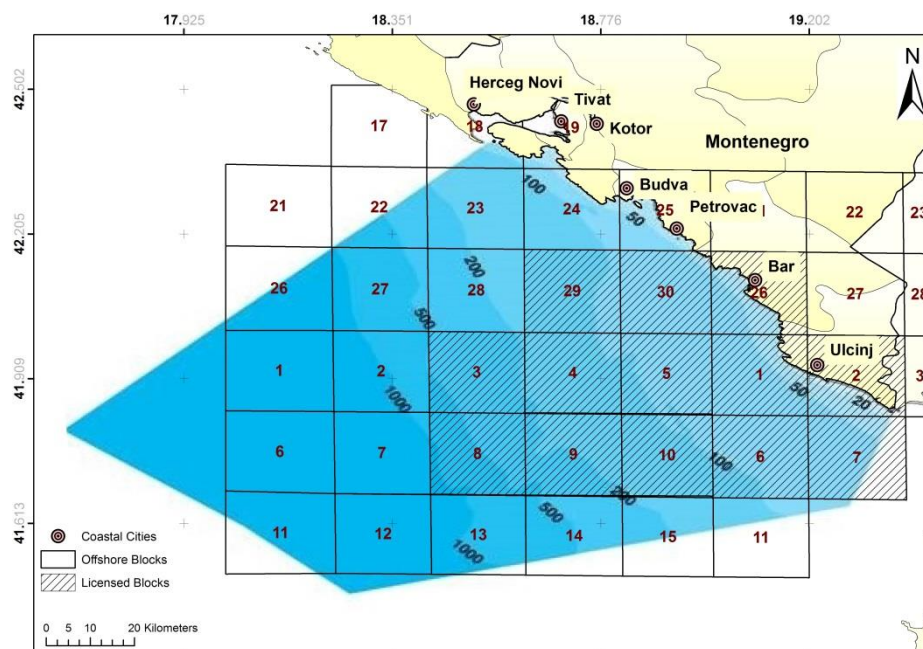 17.925 18.351 18.776 19.202
42.502
42.205
41.909
41.613
N
Herceg Novi
Tivat
17 18 19 Kotor
Montenegro
100
Budva
21 22 23 24 50 25 22 23
Petrovac
200
Bar
26 27 28 29 30 26 27 28
500
Ulcinj
1 2 3 4 5 1 50 2 3
20
1000
6 7 8 9 10 100 6 7
200
500
11 12 13 14 15 11
1000
Coastal Cities
Offshore Blocks
Licensed Blocks
0 5 10 20 Kilometers